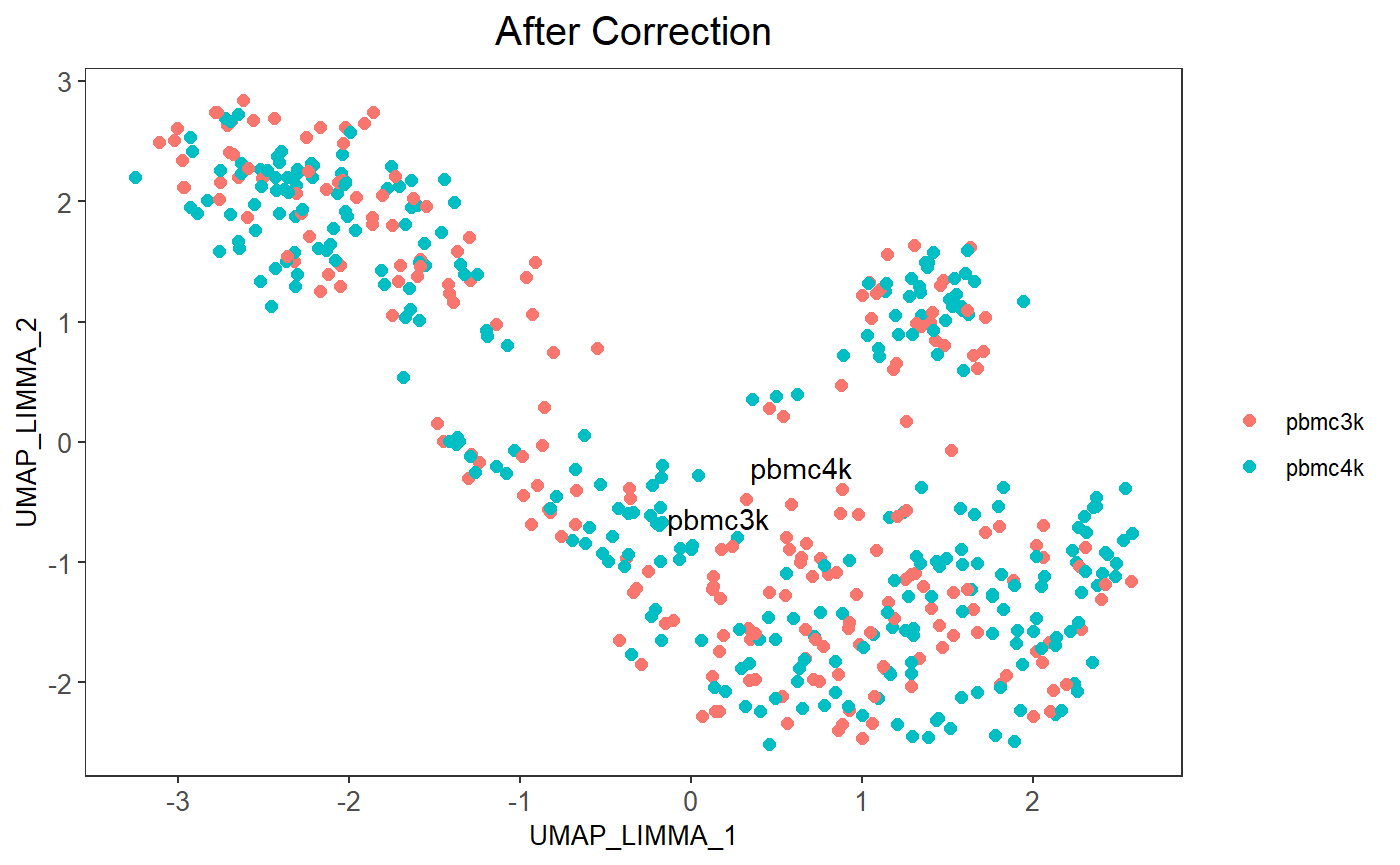 After Correction
3
2
1
0
-1
-2
UMAP_LIMMA_2
pbmc4k
pbmc3k
-3 -2 -1 0 1 2
UMAP_LIMMA_1
pbmc3k
pbmc4k